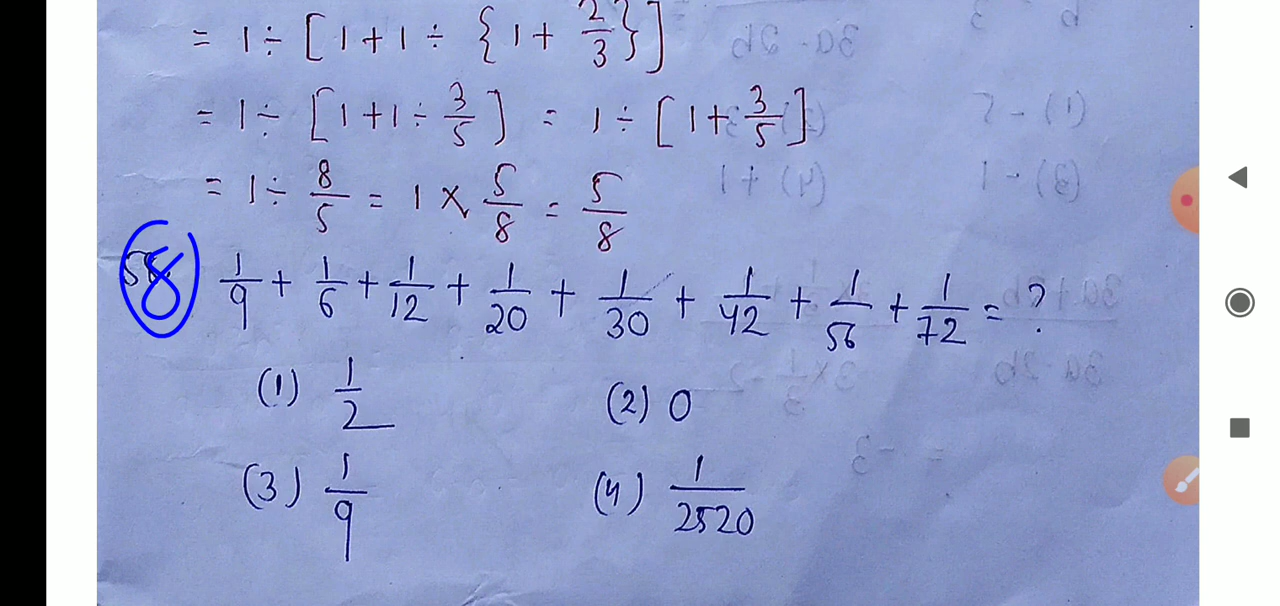 = 1 ÷ [ 1 + 1 ÷ { 1 + 2/3 } ]
= 1 ÷ [ 1 + 1 ÷ 3/5 ] = 1 ÷ [ 1 + 3/5 ]
= 1 ÷ 8/5 = 1 × 5/8 = 5/8
8 1/9 + 1/6 + 1/12 + 1/20 + 1/30 + 1/42 + 1/56 + 1/72 = ?
(1) 1/2 (2) 0
(3) 1/9 (4) 1/2520